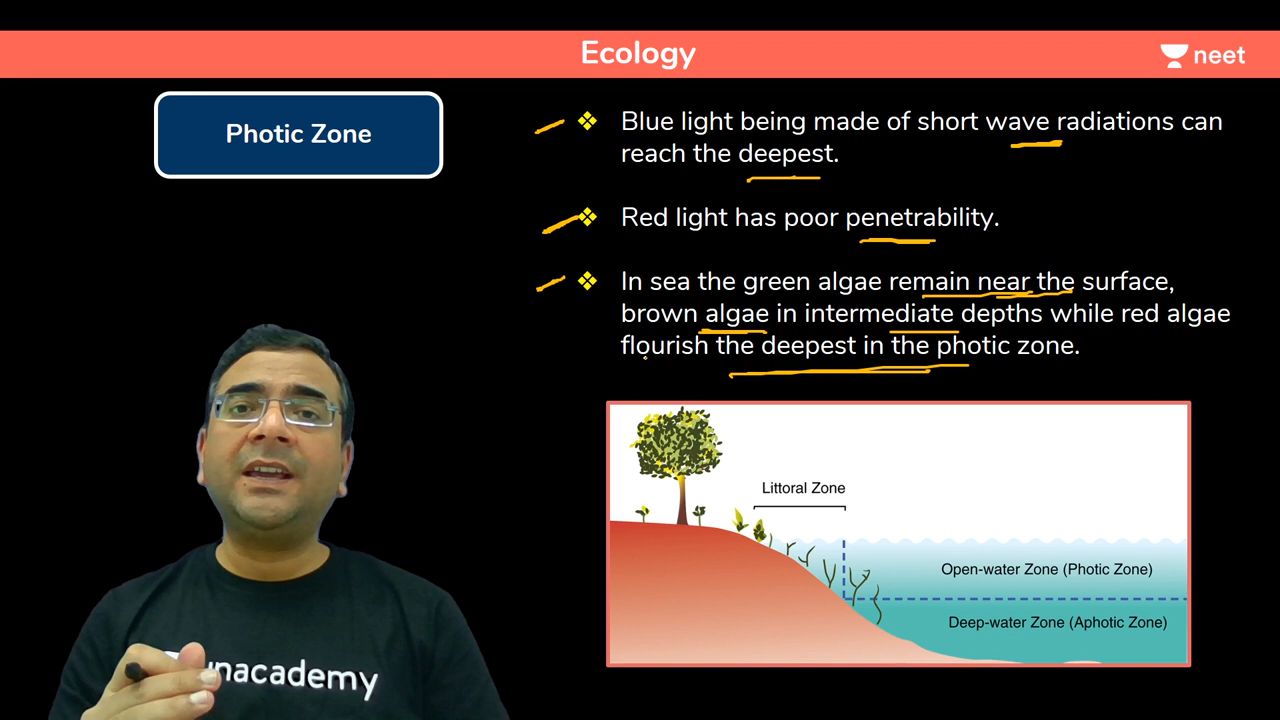 Ecology
neet
Photic Zone
❖ Blue light being made of short wave radiations can
reach the deepest.
❖ Red light has poor penetrability.
❖ In sea the green algae remain near the surface,
brown algae in intermediate depths while red algae
flourish the deepest in the photic zone.
Littoral Zone
Open-water Zone (Photic Zone)
Deep-water Zone (Aphotic Zone)
unacademy